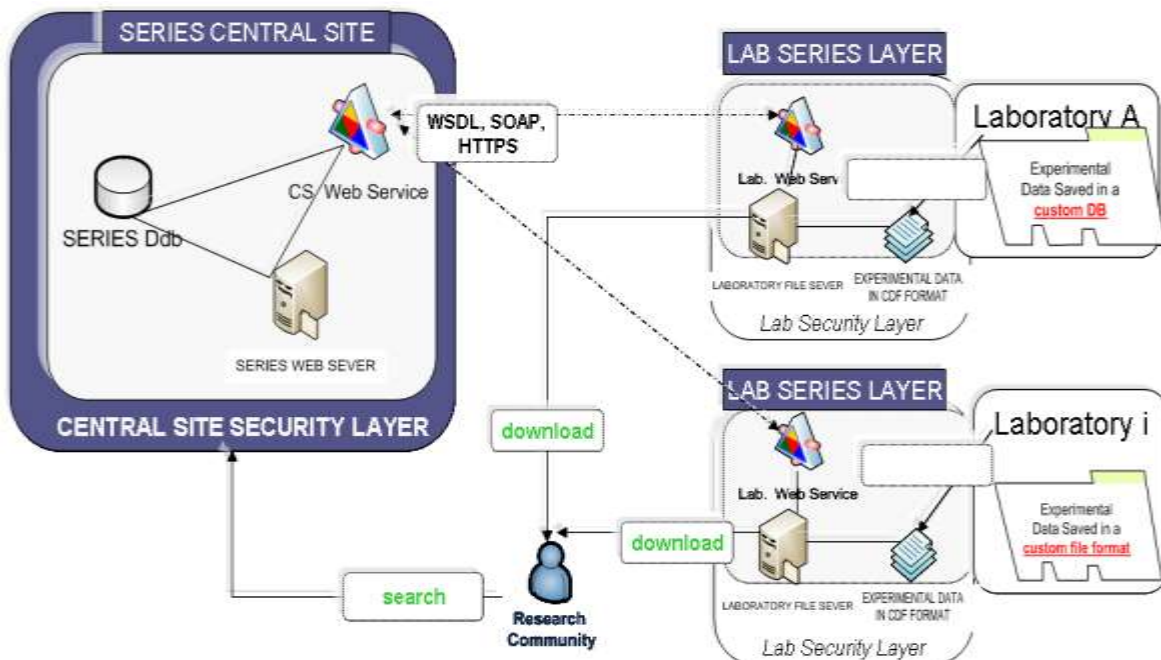 SERIES CENTRAL SITE
CS Web Service
SERIES Ddb
SERIES WEB SEVER
CENTRAL SITE SECURITY LAYER
WSDL, SOAP,
HTTPS
LAB SERIES LAYER
Lab. Web Serv
LABORATORY FILE SEVER
EXPERIMENTAL DATA
IN CDF FORMAT
Lab Security Layer
Laboratory A
Experimental
Data Saved in a
custom DB
LAB SERIES LAYER
Lab. Web Service
LABORATORY FILE SEVER
EXPERIMENTAL DATA
IN CDF FORMAT
Lab Security Layer
Laboratory i
Experimental
Data Saved in a
custom file format
download
download
search
Research
Community